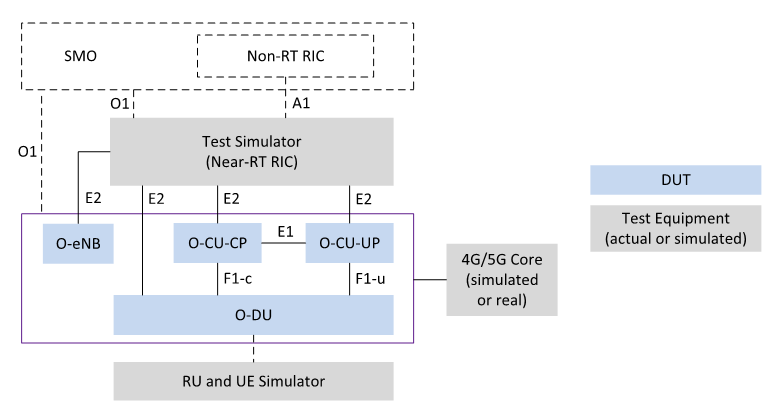 SMO
Non-RT RIC
O1
A1
O1
Test Simulator
(Near-RT RIC)
E2
E2
E2
E2
O-eNB
O-CU-CP
E1
O-CU-UP
F1-c
F1-u
O-DU
RU and UE Simulator
4G/5G Core
(simulated
or real)
DUT
Test Equipment
(actual or simulated)